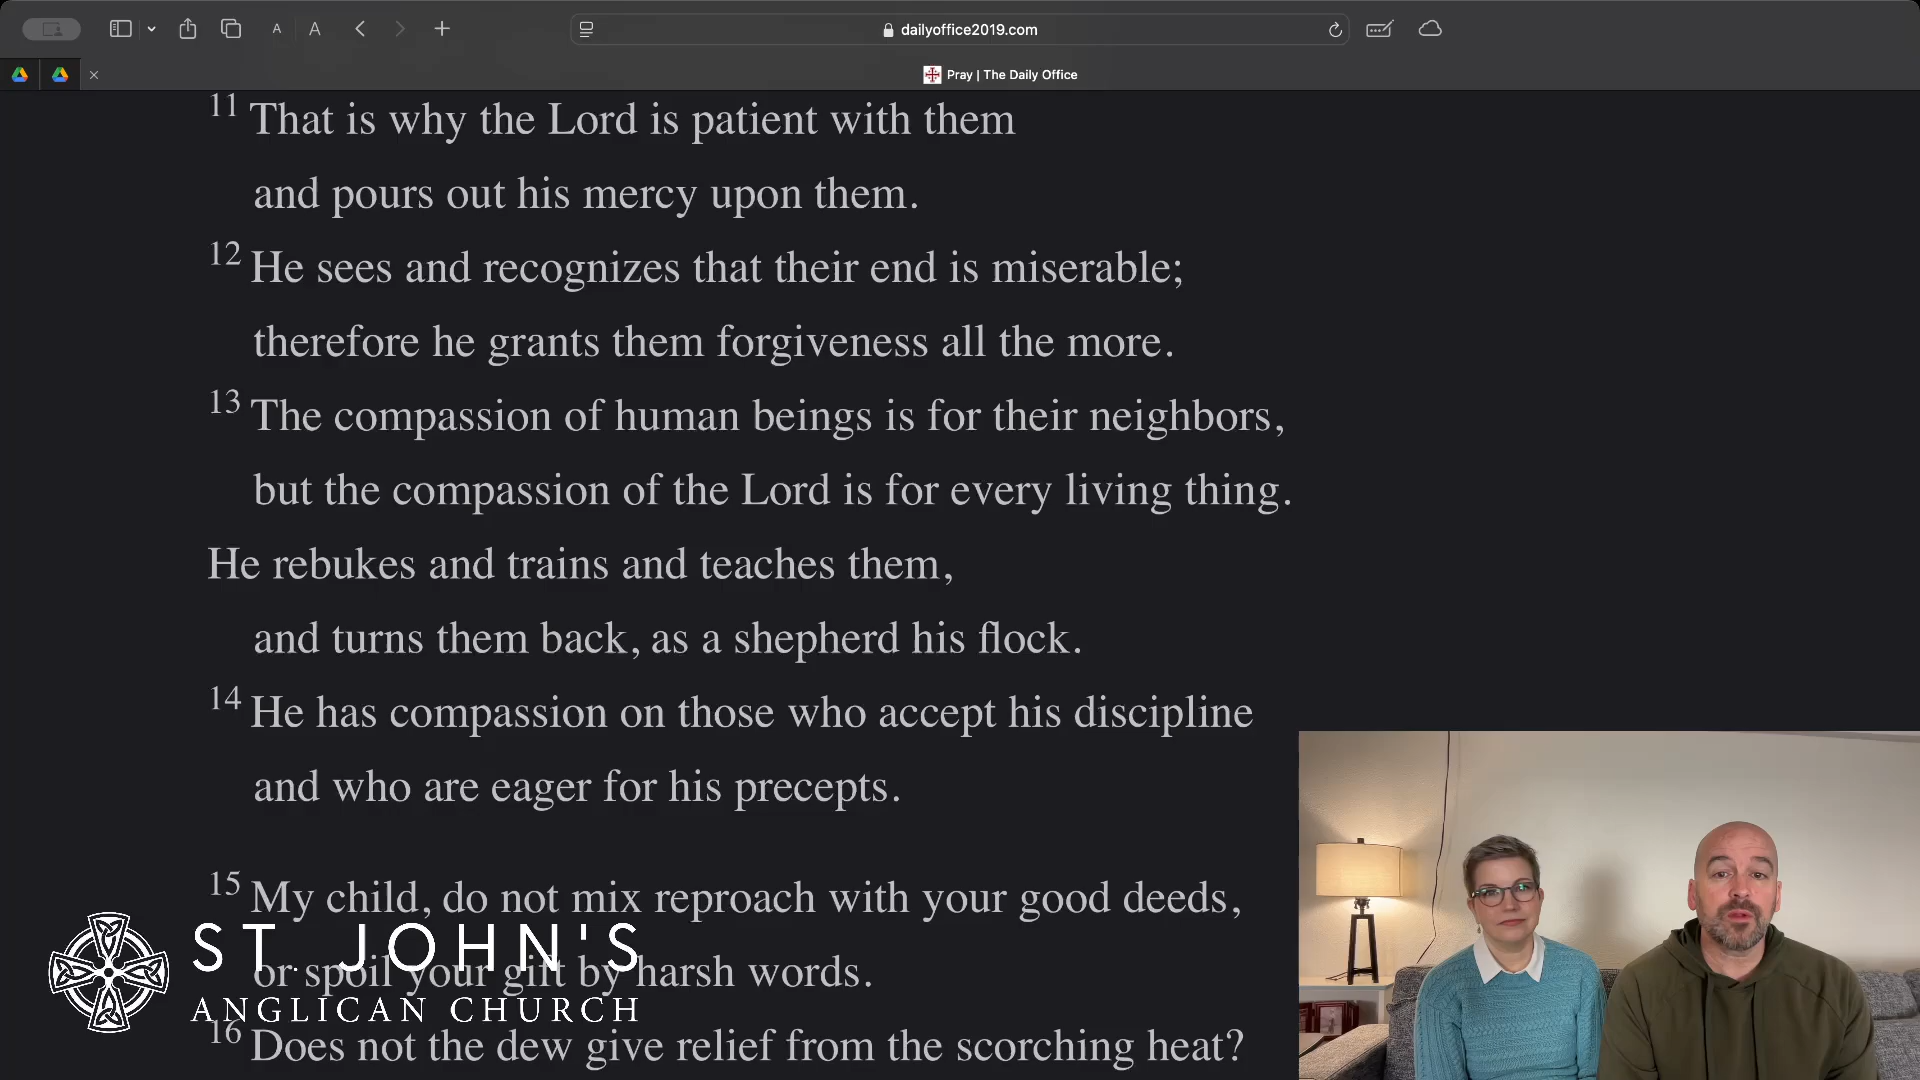 A A
dailyoffice2019.com
Pray | The Daily Office
11 That is why the Lord is patient with them
and pours out his mercy upon them.
12 He sees and recognizes that their end is miserable;
therefore he grants them forgiveness all the more.
13 The compassion of human beings is for their neighbors,
but the compassion of the Lord is for every living thing.
He rebukes and trains and teaches them,
and turns them back, as a shepherd his flock.
14 He has compassion on those who accept his discipline
and who are eager for his precepts.
15 My child, do not mix reproach with your good deeds,
or spoil your gift by harsh words.
16 Does not the dew give relief from the scorching heat?
ST. JOHN'S
ANGLICAN CHURCH